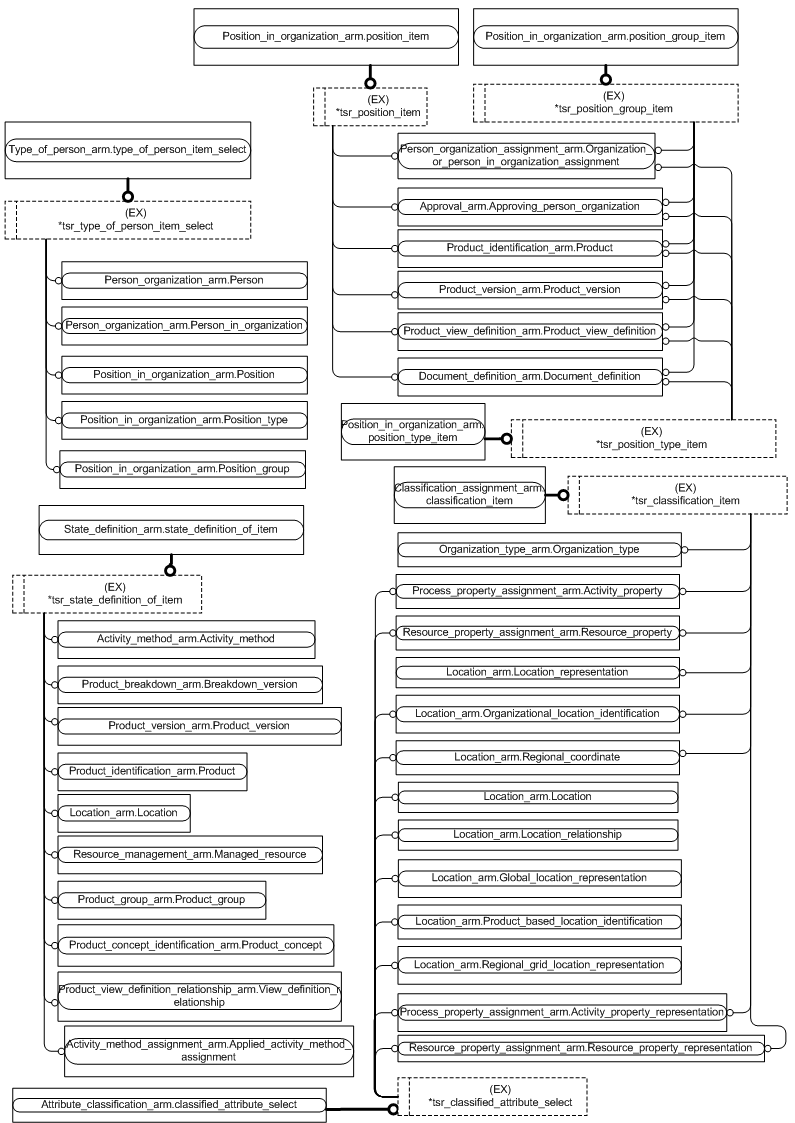 Position_in_organization_arm.position_item
Position_in_organization_arm.position_group_item
(EX)
*tsr_position_item
(EX)
*tsr_position_group_item
Type_of_person_arm.type_of_person_item_select
(EX)
*tsr_type_of_person_item_select
Person_organization_arm.Person
Person_organization_arm.Person_in_organization
Position_in_organization_arm.Position
Position_in_organization_arm.Position_type
Position_in_organization_arm.Position_group
Person_organization_assignment_arm.Organization_
or_person_in_organization_assignment
Approval_arm.Approving_person_organization
Product_identification_arm.Product
Product_version_arm.Product_version
Product_view_definition_arm.Product_view_definition
Document_definition_arm.Document_definition
Position_in_organization_arm.
position_type_item
(EX)
*tsr_position_type_item
Classification_assignment_arm.
classification_item
(EX)
*tsr_classification_item
State_definition_arm.state_definition_of_item
(EX)
*tsr_state_definition_of_item
Activity_method_arm.Activity_method
Product_breakdown_arm.Breakdown_version
Product_version_arm.Product_version
Product_identification_arm.Product
Location_arm.Location
Resource_management_arm.Managed_resource
Product_group_arm.Product_group
Product_concept_identification_arm.Product_concept
Product_view_definition_relationship_arm.View_definition_r
elationship
Activity_method_assignment_arm.Applied_activity_method_
assignment
Organization_type_arm.Organization_type
Process_property_assignment_arm.Activity_property
Resource_property_assignment_arm.Resource_property
Location_arm.Location_representation
Location_arm.Organizational_location_identification
Location_arm.Regional_coordinate
Location_arm.Location
Location_arm.Location_relationship
Location_arm.Global_location_representation
Location_arm.Product_based_location_identification
Location_arm.Regional_grid_location_representation
Process_property_assignment_arm.Activity_property_representation
Resource_property_assignment_arm.Resource_property_representation
Attribute_classification_arm.classified_attribute_select
(EX)
*tsr_classified_attribute_select